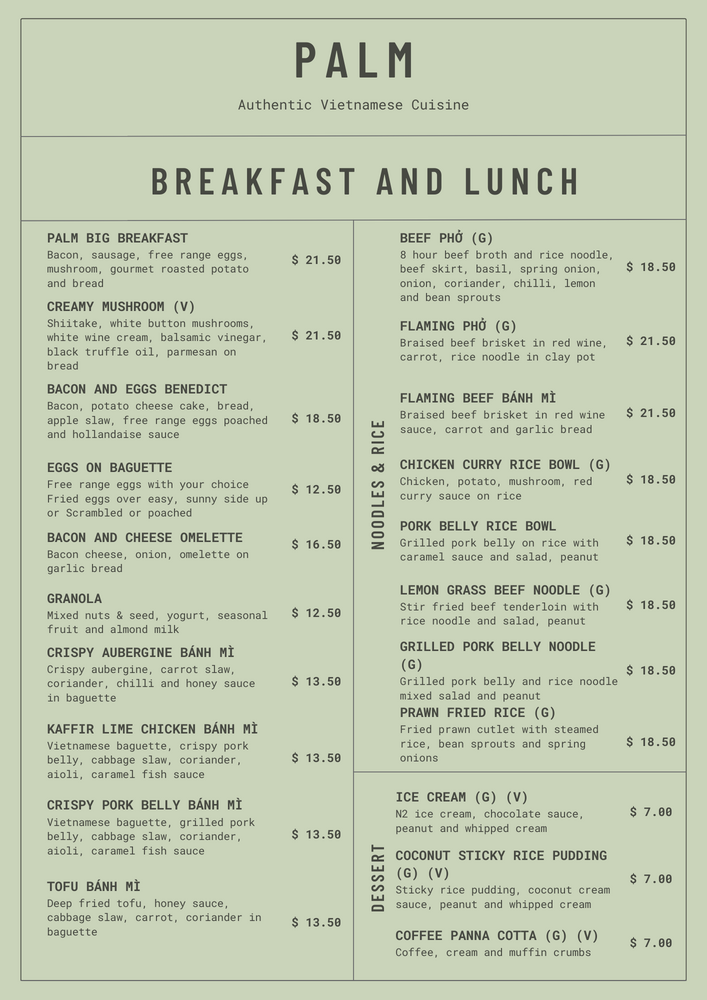 PALM
Authentic Vietnamese Cuisine
BREAKFAST AND LUNCH
PALM BIG BREAKFAST
Bacon, sausage, free range eggs,
mushroom, gourmet roasted potato
and bread
$ 21.50
CREAMY MUSHROOM (V)
Shiitake, white button mushrooms,
white wine cream, balsamic vinegar,
black truffle oil, parmesan on
bread
$ 21.50
BACON AND EGGS BENEDICT
Bacon, potato cheese cake, bread,
apple slaw, free range eggs poached
and hollandaise sauce
$ 18.50
EGGS ON BAGUETTE
Free range eggs with your choice
Fried eggs over easy, sunny side up
or Scrambled or poached
$ 12.50
BACON AND CHEESE OMELETTE
Bacon cheese, onion, omelette on
garlic bread
$ 16.50
GRANOLA
Mixed nuts & seed, yogurt, seasonal
fruit and almond milk
$ 12.50
CRISPY AUBERGINE BÁNH MÌ
Crispy aubergine, carrot slaw,
coriander, chilli and honey sauce
in baguette
$ 13.50
KAFFIR LIME CHICKEN BÁNH MÌ
Vietnamese baguette, crispy pork
belly, cabbage slaw, coriander,
aioli, caramel fish sauce
$ 13.50
CRISPY PORK BELLY BÁNH MÌ
Vietnamese baguette, grilled pork
belly, cabbage slaw, coriander,
aioli, caramel fish sauce
$ 13.50
TOFU BÁNH MÌ
Deep fried tofu, honey sauce,
cabbage slaw, carrot, coriander in
baguette
$ 13.50
NOODLES & RICE
BEEF PHỞ (G)
8 hour beef broth and rice noodle,
beef skirt, basil, spring onion,
onion, coriander, chilli, lemon
and bean sprouts
$ 18.50
FLAMING PHỞ (G)
Braised beef brisket in red wine,
carrot, rice noodle in clay pot
$ 21.50
FLAMING BEEF BÁNH MÌ
Braised beef brisket in red wine
sauce, carrot and garlic bread
$ 21.50
CHICKEN CURRY RICE BOWL (G)
Chicken, potato, mushroom, red
curry sauce on rice
$ 18.50
PORK BELLY RICE BOWL
Grilled pork belly on rice with
caramel sauce and salad, peanut
$ 18.50
LEMON GRASS BEEF NOODLE (G)
Stir fried beef tenderloin with
rice noodle and salad, peanut
$ 18.50
GRILLED PORK BELLY NOODLE
(G)
Grilled pork belly and rice noodle
mixed salad and peanut
$ 18.50
PRAWN FRIED RICE (G)
Fried prawn cutlet with steamed
rice, bean sprouts and spring
onions
$ 18.50
DESSERT
ICE CREAM (G) (V)
N2 ice cream, chocolate sauce,
peanut and whipped cream
$ 7.00
COCONUT STICKY RICE PUDDING
(G) (V)
Sticky rice pudding, coconut cream
sauce, peanut and whipped cream
$ 7.00
COFFEE PANNA COTTA (G) (V)
Coffee, cream and muffin crumbs
$ 7.00